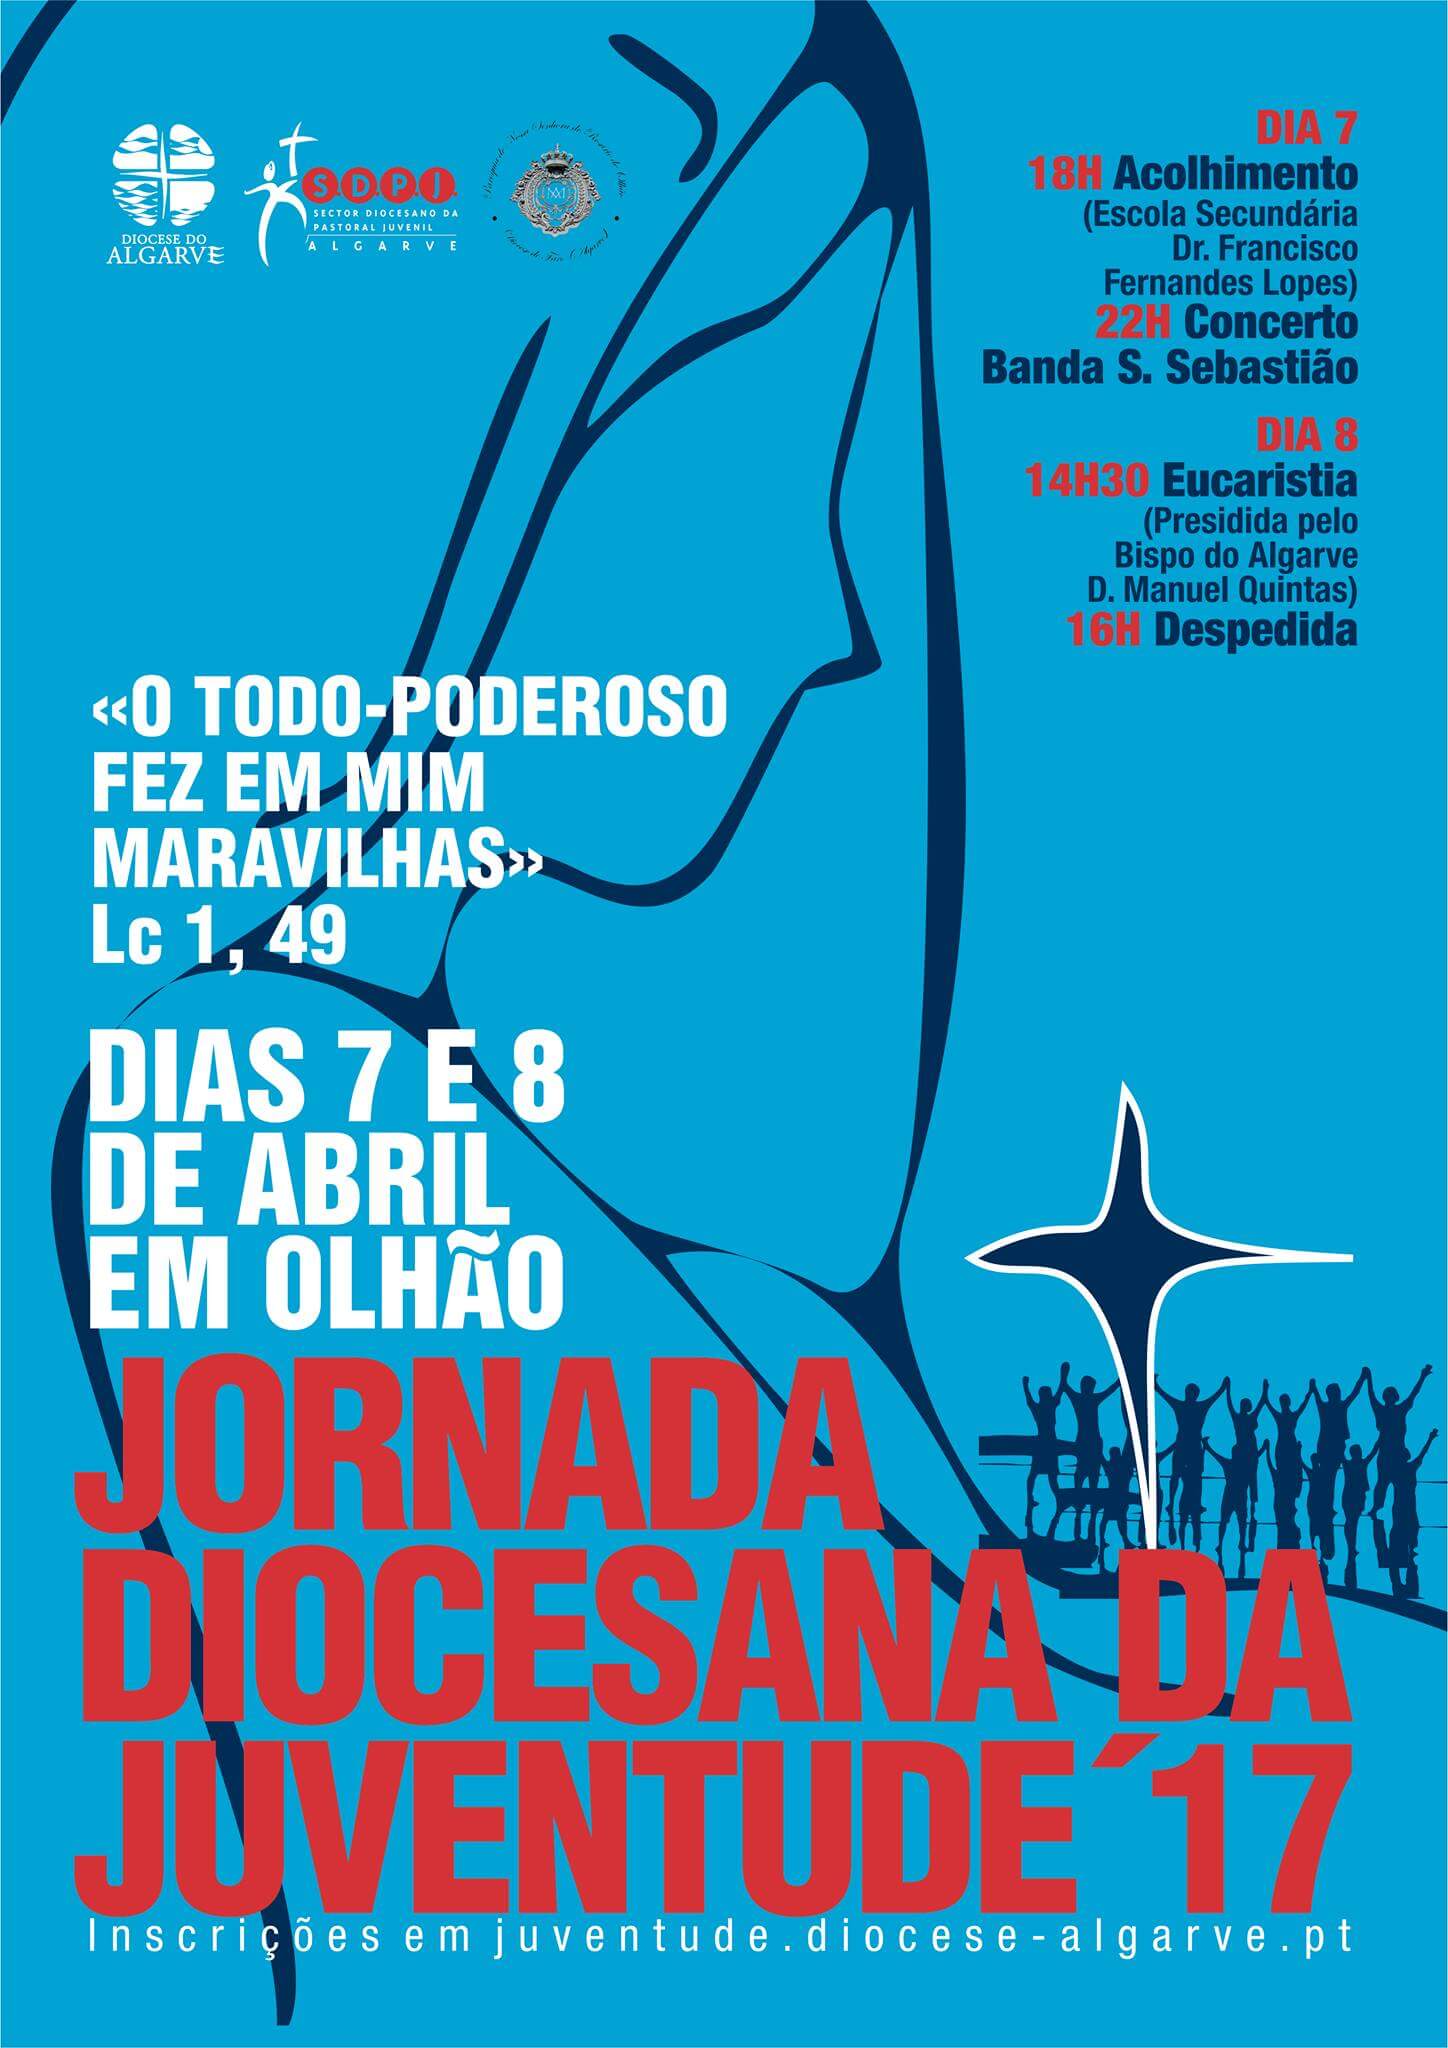 DIOCESE DO
ALGARVE
S.D.P.J.
SECTOR DIOCESANO DA
PASTORAL JUVENIL
ALGARVE
DIA 7
18H Acolhimento
(Escola Secundária
Dr. Francisco
Fernandes Lopes)
22H Concerto
Banda S. Sebastião
DIA 8
14H30 Eucaristia
(Presidida pelo
Bispo do Algarve
D. Manuel Quintas)
16H Despedida
«O TODO-PODEROSO
FEZ EM MIM
MARAVILHAS»
Lc 1, 49
DIAS 7 E 8
DE ABRIL
EM OLHÃO
JORNADA
DIOCESANA DA
JUVENTUDE´17
Inscrições em juventude.diocese-algarve.pt